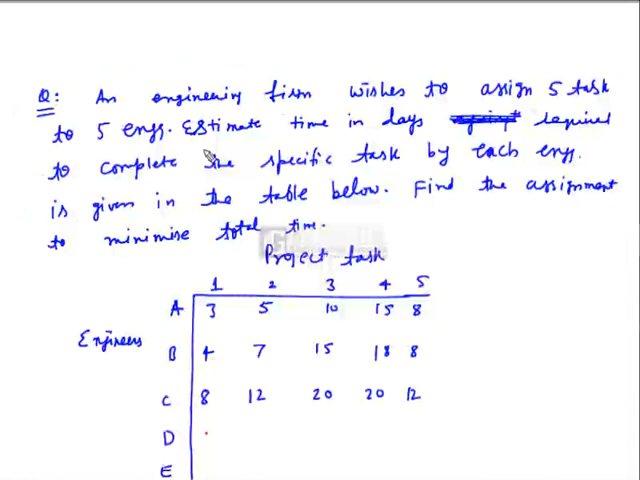 Q: An engineering firm wishes to assign 5 task
to 5 engg. Estimate time in days required
to complete the specific task by each eng.
is given in the table below. Find the assignment
to minimise total tim.
Project task
1 2 3 4 5
A 3 5 10 15 8
Engineers
B 4 7 15 18 8
C 8 12 20 20 12
D
E